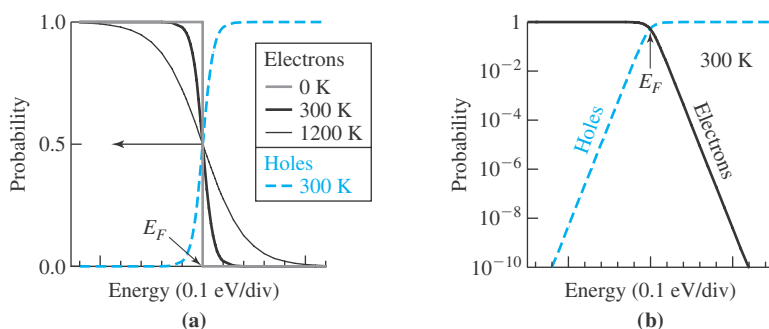 1.0
0.5
0.0
Probability
Electrons
0 K
300 K
1200 K
Holes
300 K
E_F
Energy (0.1 eV/div)
(a)
1
10^{-2}
10^{-4}
10^{-6}
10^{-8}
10^{-10}
Probability
300 K
E_F
Holes
Electrons
Energy (0.1 eV/div)
(b)